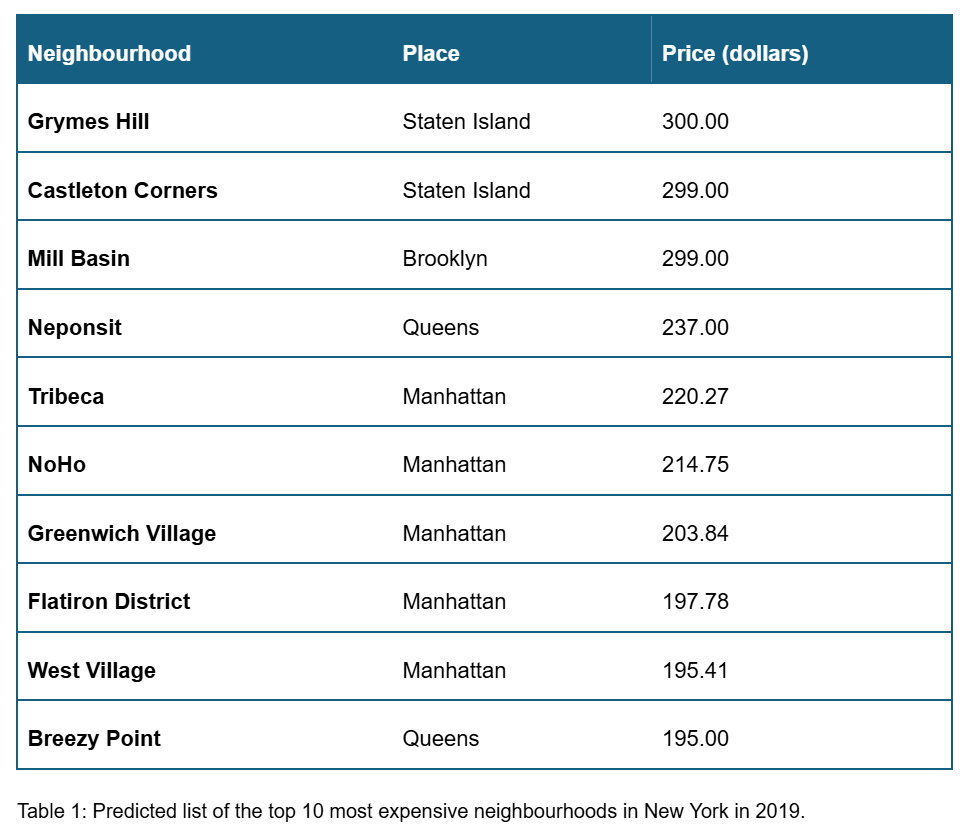 Neighbourhood Place Price (dollars)
Grymes Hill Staten Island 300.00
Castleton Corners Staten Island 299.00
Mill Basin Brooklyn 299.00
Neponsit Queens 237.00
Tribeca Manhattan 220.27
NoHo Manhattan 214.75
Greenwich Village Manhattan 203.84
Flatiron District Manhattan 197.78
West Village Manhattan 195.41
Breezy Point Queens 195.00
Table 1: Predicted list of the top 10 most expensive neighbourhoods in New York in 2019.